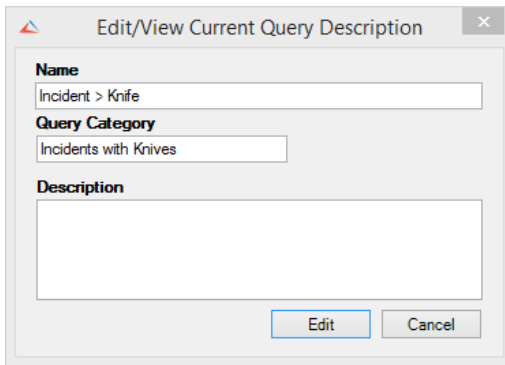 Edit/View Current Query Description
Name
Incident > Knife
Query Category
Incidents with Knives
Description
Edit Cancel